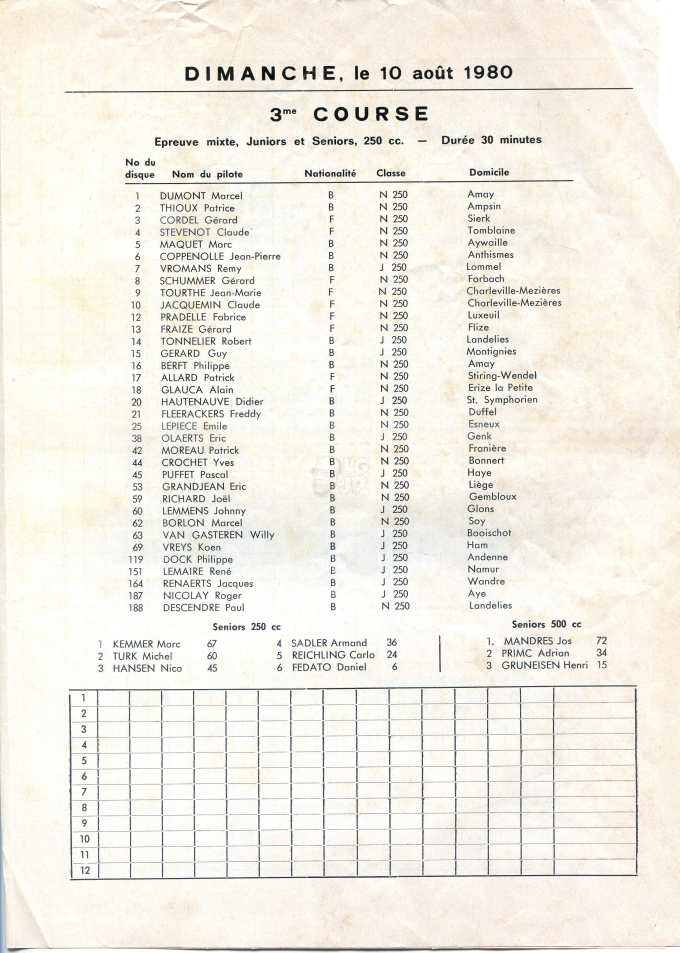 DIMANCHE, le 10 août 1980
3me COURSE
Epreuve mixte, Juniors et Seniors, 250 cc. — Durée 30 minutes
No du disque Nom du pilote Nationalité Classe Domicile
1 DUMONT Marcel B N 250 Amay
2 THIOUX Patrice B N 250 Ampsin
3 CORDEL Gérard F N 250 Sierk
4 STEVENOT Claude F N 250 Tomblaine
5 MAQUET Marc B N 250 Aywaille
6 COPPENOLLE Jean-Pierre B N 250 Anthismes
7 VROMANS Remy B J 250 Lommel
8 SCHUMMER Gérard F N 250 Forbach
9 TOURTHE Jean-Marie F N 250 Charleville-Mezières
10 JACQUEMIN Claude F N 250 Charleville-Mezières
12 PRADELLE Fabrice F N 250 Luxeuil
13 FRAIZE Gérard F N 250 Flize
14 TONNELIER Robert B J 250 Landelies
15 GERARD Guy B J 250 Montignies
16 BERFT Philippe B N 250 Amay
17 ALLARD Patrick F N 250 Stiring-Wendel
18 GLAUCA Alain F N 250 Erize la Petite
20 HAUTENAUVE Didier B J 250 St. Symphorien
21 FLEERACKERS Freddy B N 250 Duffel
25 LEPIECE Emile B N 250 Esneux
38 OLAERTS Eric B J 250 Genk
42 MOREAU Patrick B N 250 Franière
44 CROCHET Yves B N 250 Bonnert
45 PUFFET Pascal B J 250 Haye
53 GRANDJEAN Eric B N 250 Liège
59 RICHARD Joël B N 250 Gembloux
60 LEMMENS Johnny B J 250 Glons
62 BORLON Marcel B N 250 Soy
63 VAN GASTEREN Willy B J 250 Booischot
69 VREYS Koen B J 250 Ham
119 DOCK Philippe B J 250 Andenne
151 LEMAIRE René B J 250 Namur
164 RENAERTS Jacques B J 250 Wandre
187 NICOLAY Roger B J 250 Aye
188 DESCENDRE Paul B N 250 Landelies
Seniors 250 cc Seniors 500 cc
1 KEMMER Marc 67 4 SADLER Armand 36 1. MANDRES Jos 72
2 TURK Michel 60 5 REICHLING Carlo 24 2 PRIMC Adrian 34
3 HANSEN Nico 45 6 FEDATO Daniel 6 3 GRUNEISEN Henri 15
1
2
3
4
5
6
7
8
9
10
11
12